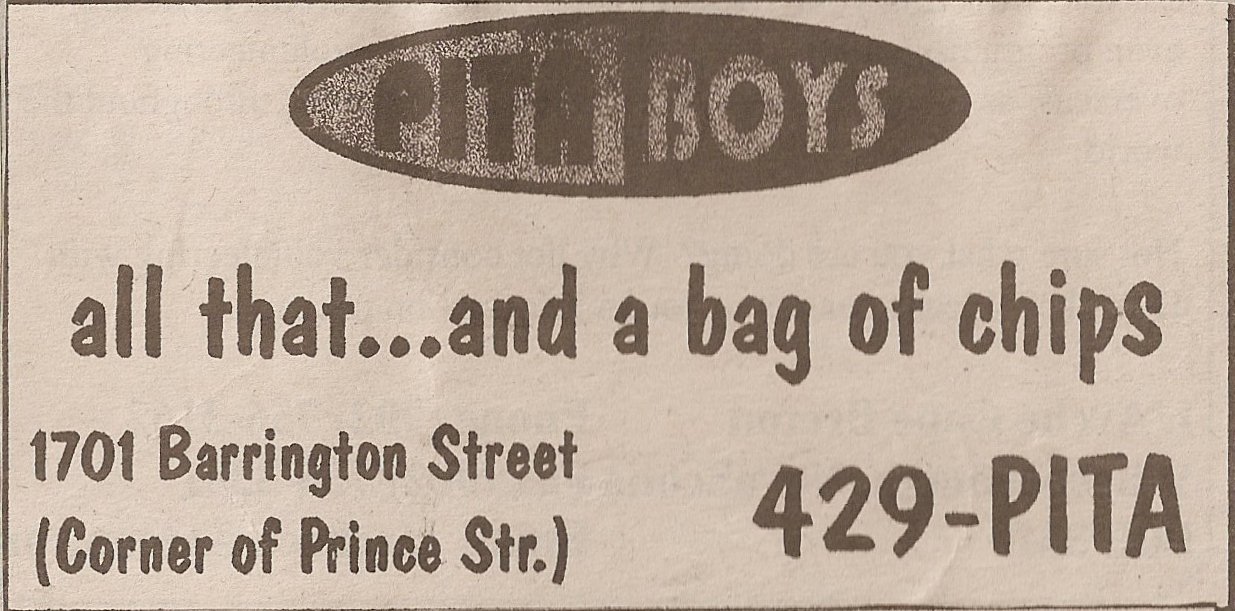 PITA BOYS
all that...and a bag of chips
1701 Barrington Street
(Corner of Prince Str.)
429-PITA